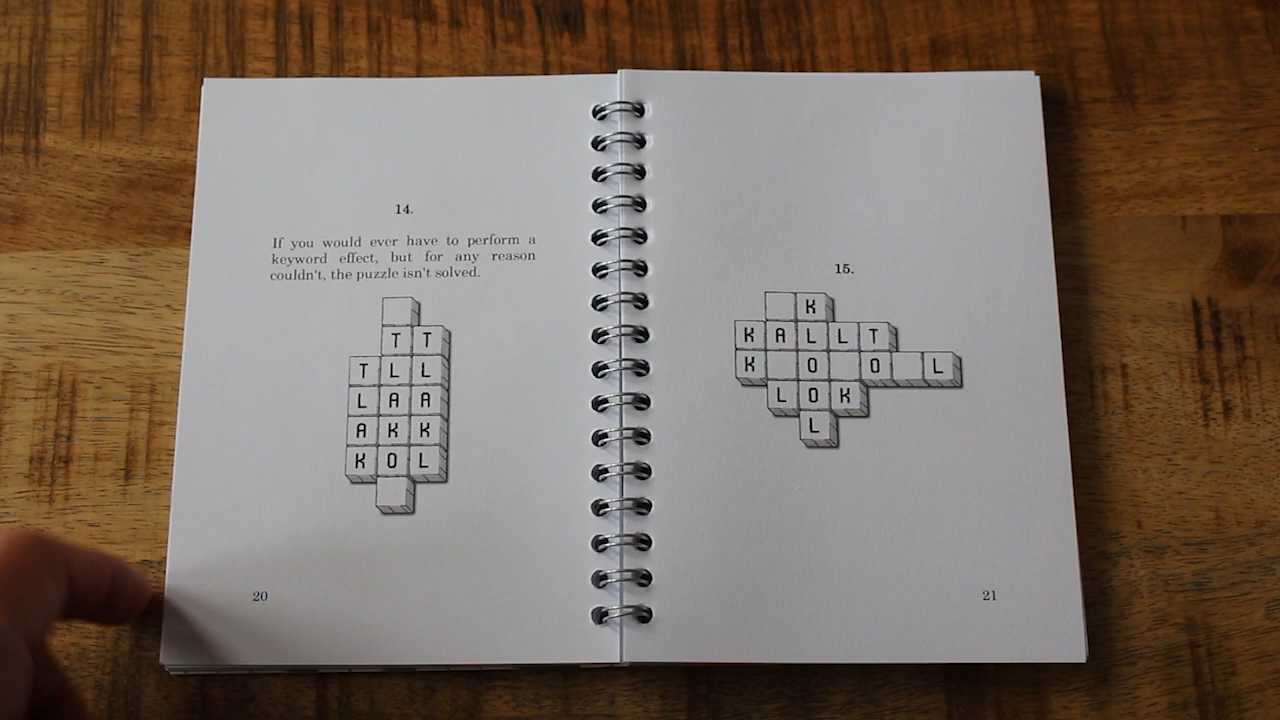 14.
If you would ever have to perform a
keyword effect, but for any reason
couldn't, the puzzle isn't solved.
T T
T L L
L A A
A K K
K O L
20
15.
K
K A L L T
K O O L
L O K
L
21